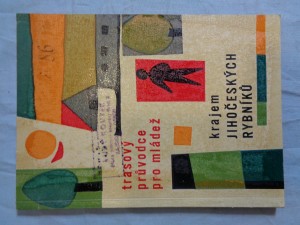 krajem
JIHOČESKÝCH
RYBNÍKŮ
trasový
průvodce
pro mládež